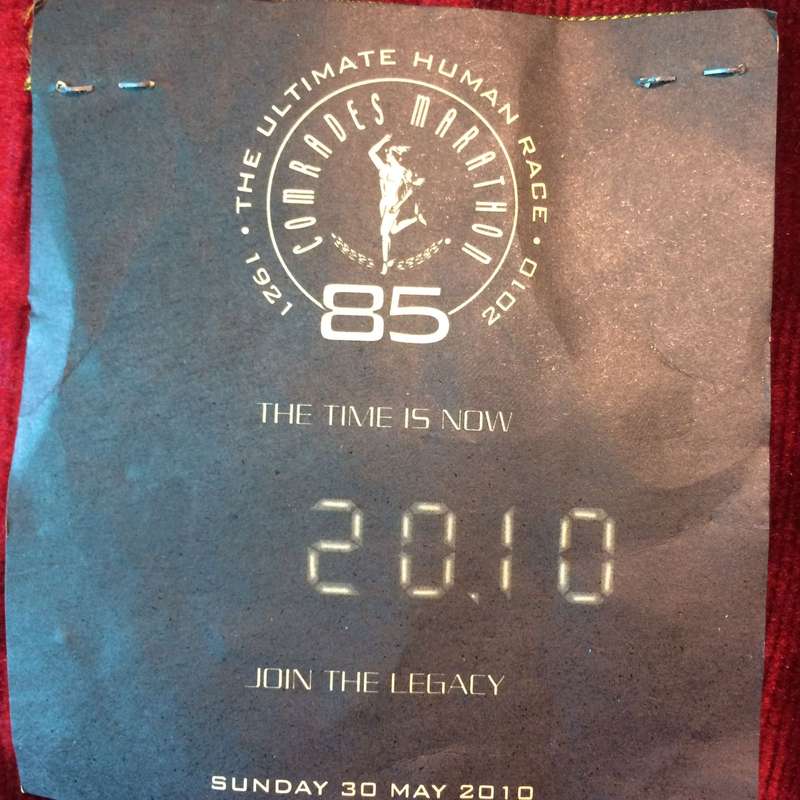 • THE ULTIMATE HUMAN RACE •
COMRADES MARATHON
1921 2010
85
THE TIME IS NOW
20.10
JOIN THE LEGACY
SUNDAY 30 MAY 2010